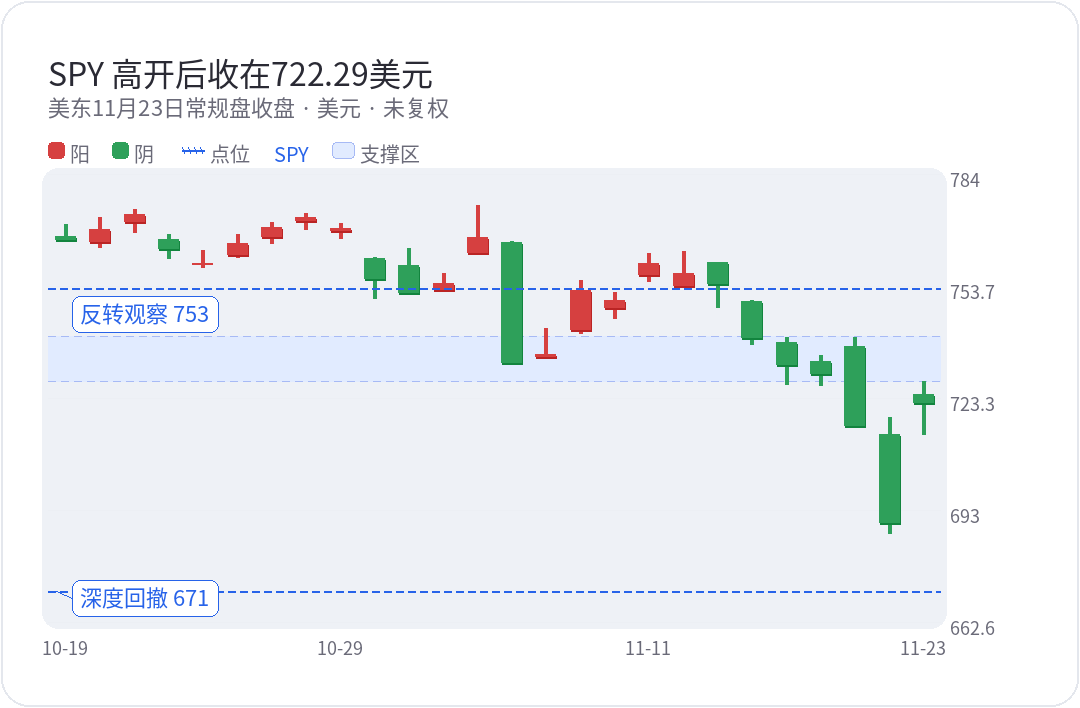 SPY 高开后收在722.29美元
美东11月23日常规盘收盘 · 美元 · 未复权
阳 阴 点位 SPY 支撑区
784
753.7
反转观察 753
723.3
693
深度回撤 671
662.6
10-19 10-29 11-11 11-23